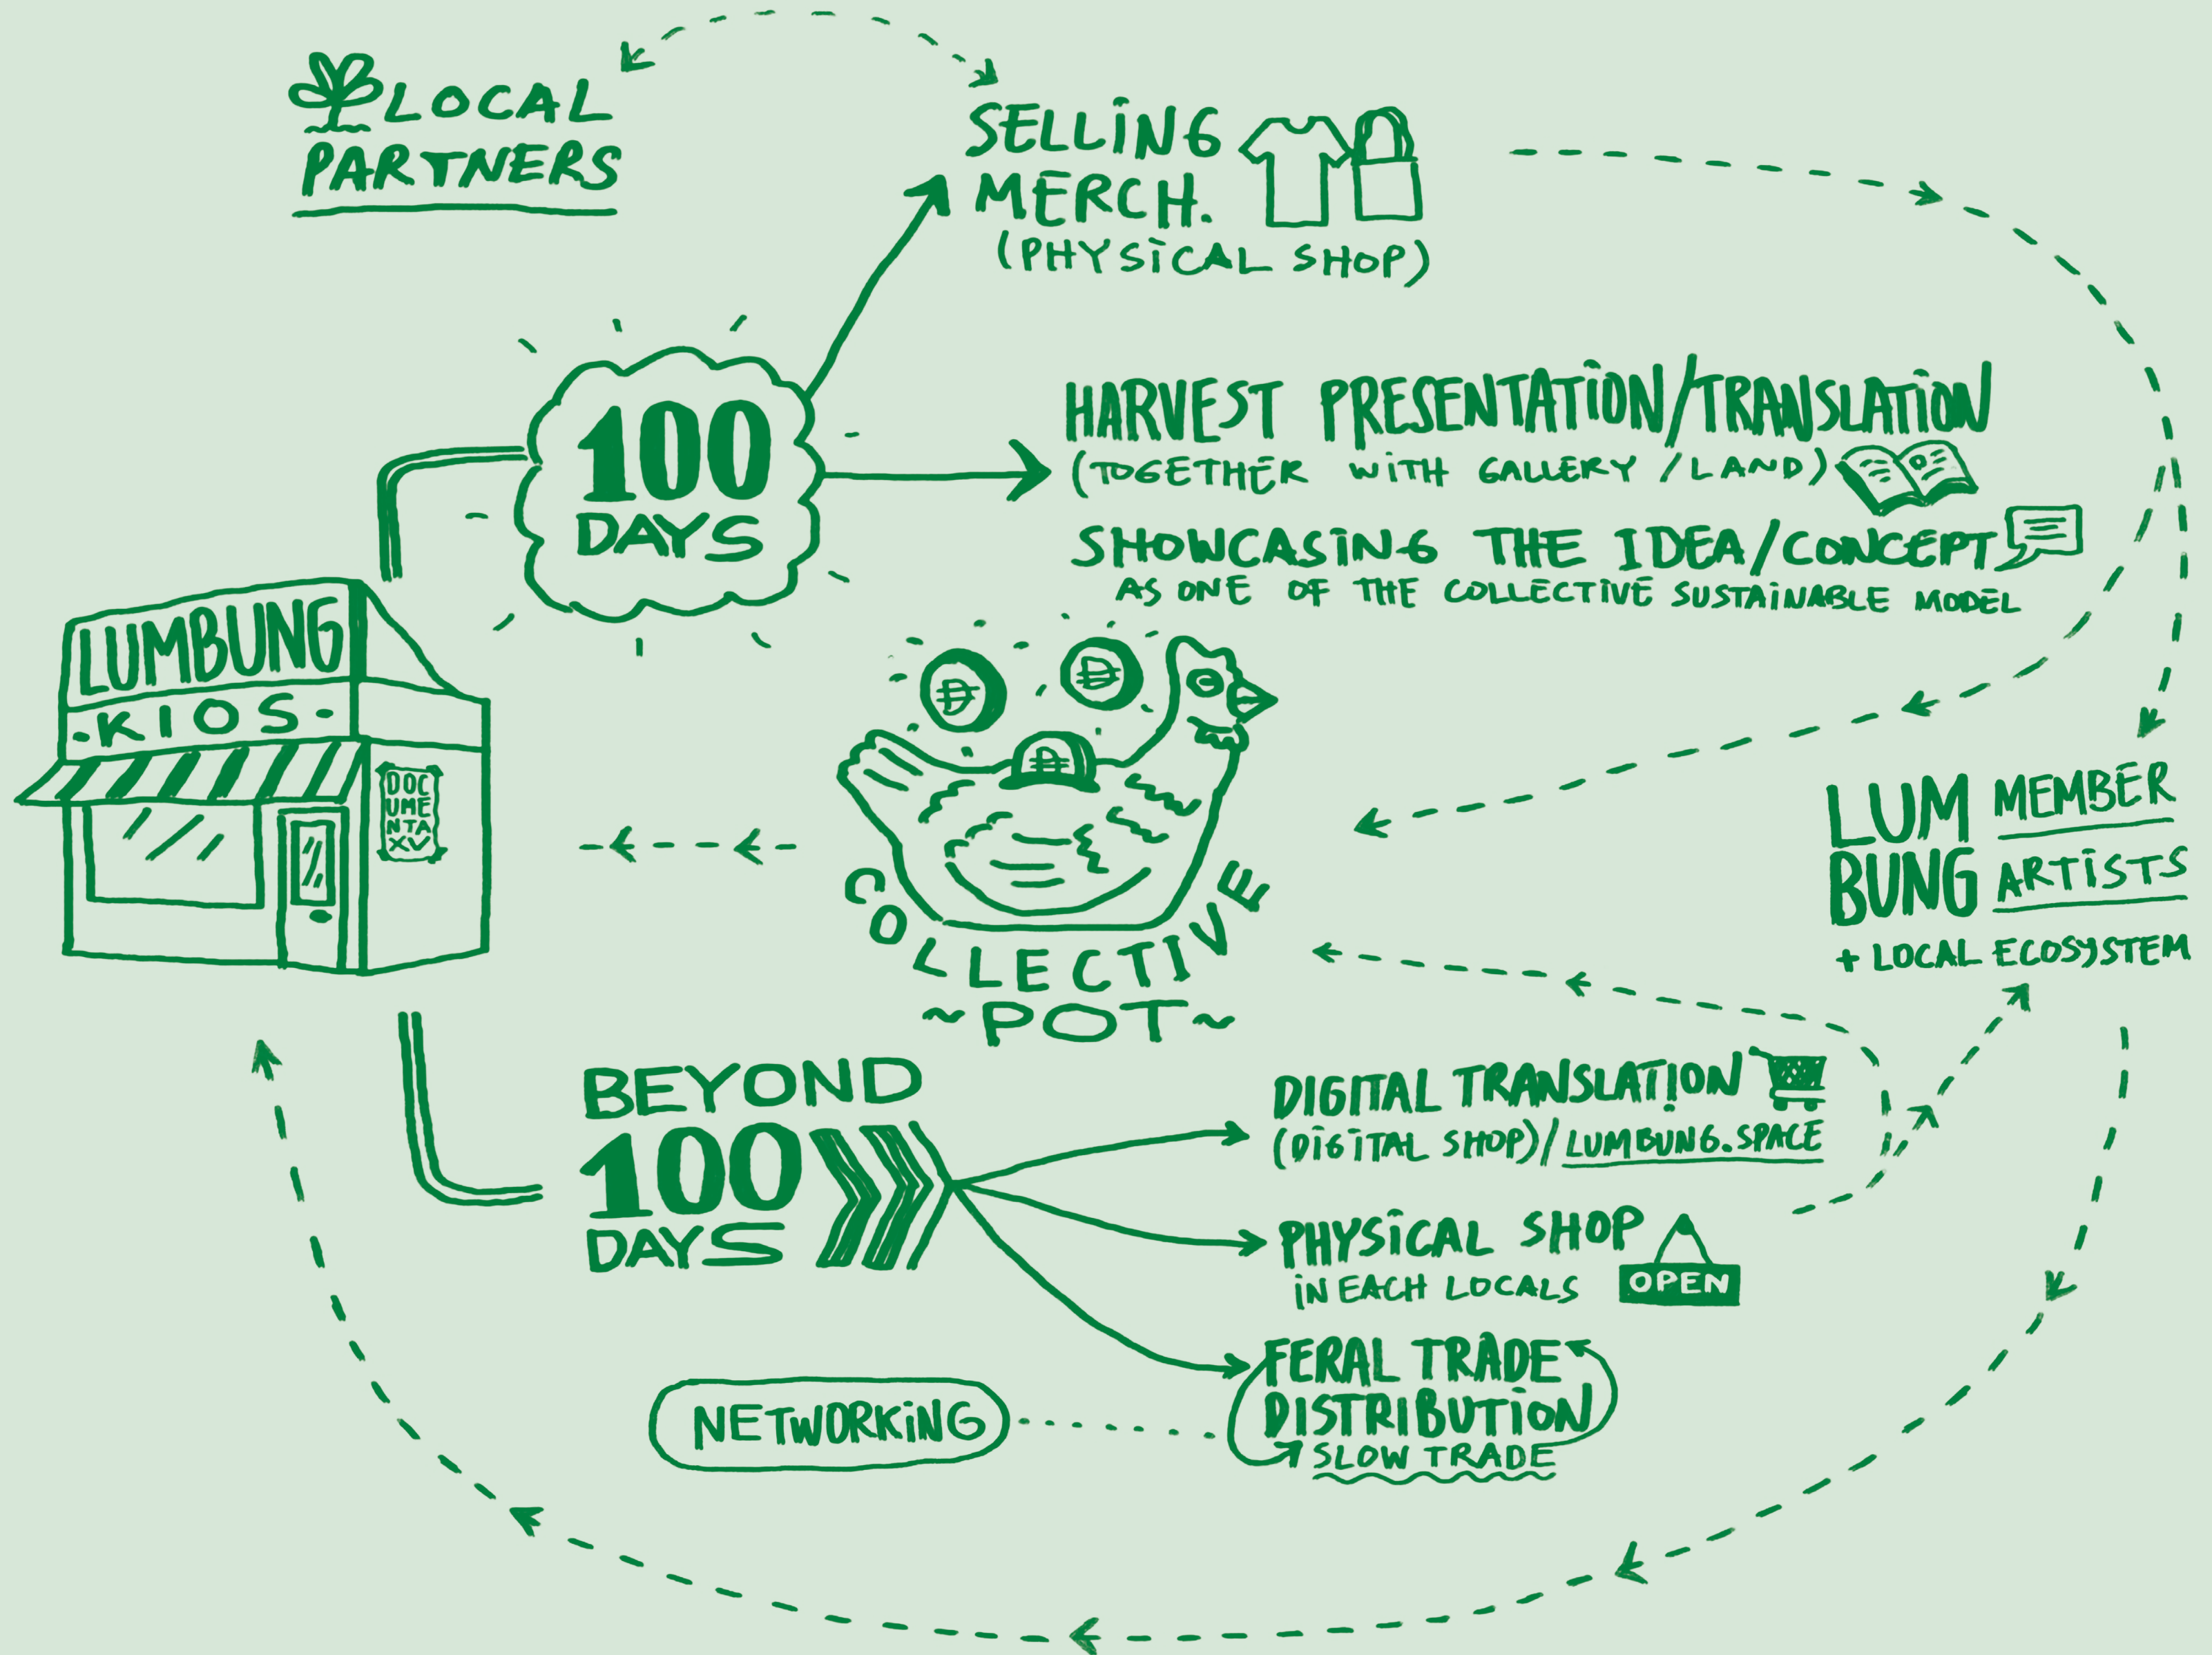 LOCAL
PARTNERS
SELLING
MERCH.
(PHYSICAL SHOP)
100
DAYS
HARVEST PRESENTATION/TRANSLATION
(TOGETHER WITH GALLERY / LAND)
SHOWCASING THE IDEA/CONCEPT
AS ONE OF THE COLLECTIVE SUSTAINABLE MODEL
LUMBUNG
-KIOS-
DOC
UME
NTA
XV
COLLECTIVE
~POT~
LUM
BUNG
MEMBER
ARTISTS
+ LOCAL ECOSYSTEM
BEYOND
100
DAYS
DIGITAL TRANSLATION
(DIGITAL SHOP)/LUMBUNG.SPACE
PHYSICAL SHOP
IN EACH LOCALS
OPEN
FERAL TRADE
DISTRIBUTION
SLOW TRADE
NETWORKING